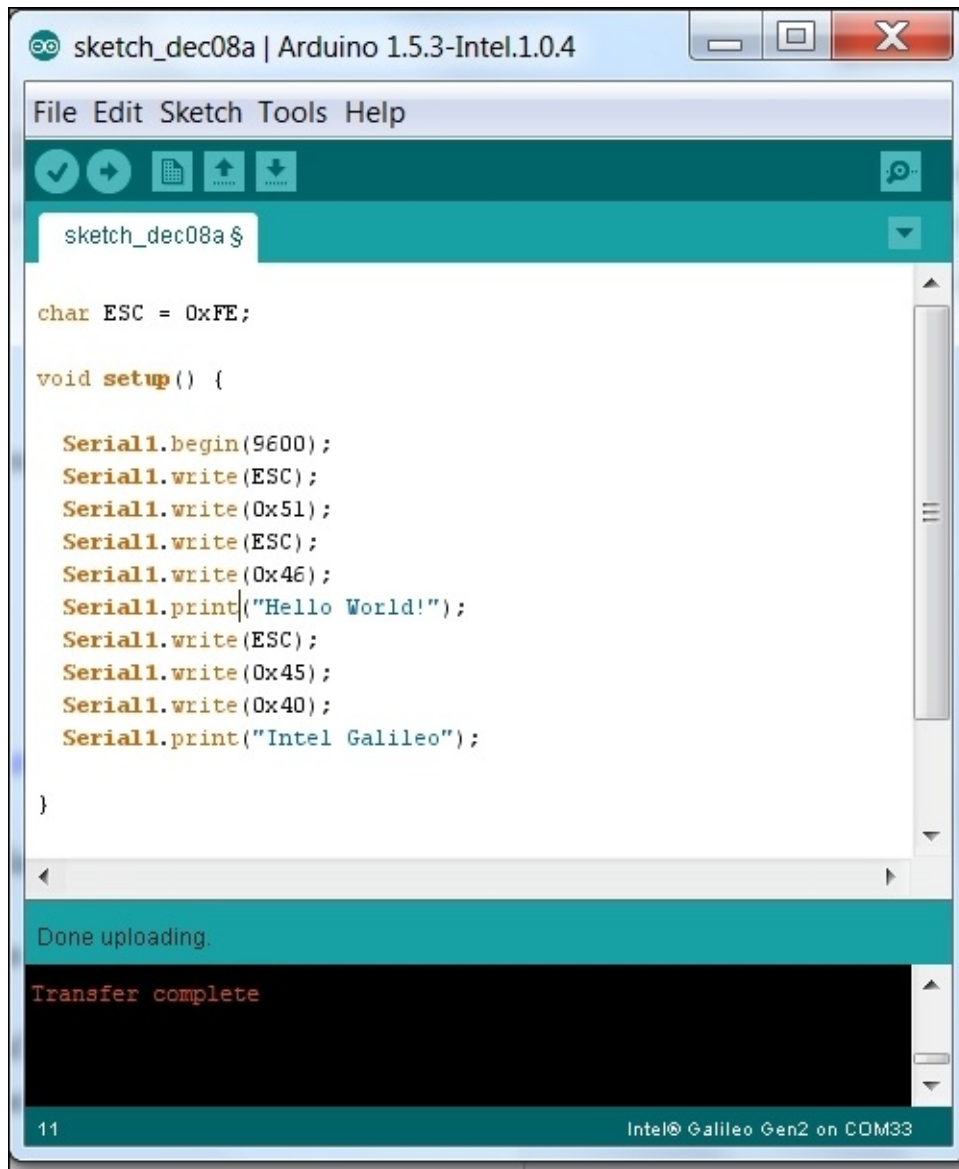 sketch_dec08a | Arduino 1.5.3-Intel.1.0.4
File Edit Sketch Tools Help
sketch_dec08a §
char ESC = 0xFE;
void setup() {
Serial1.begin(9600);
Serial1.write(ESC);
Serial1.write(0x51);
Serial1.write(ESC);
Serial1.write(0x46);
Serial1.print("Hello World!");
Serial1.write(ESC);
Serial1.write(0x45);
Serial1.write(0x40);
Serial1.print("Intel Galileo");
}
Done uploading.
Transfer complete
11 Intel® Galileo Gen2 on COM33